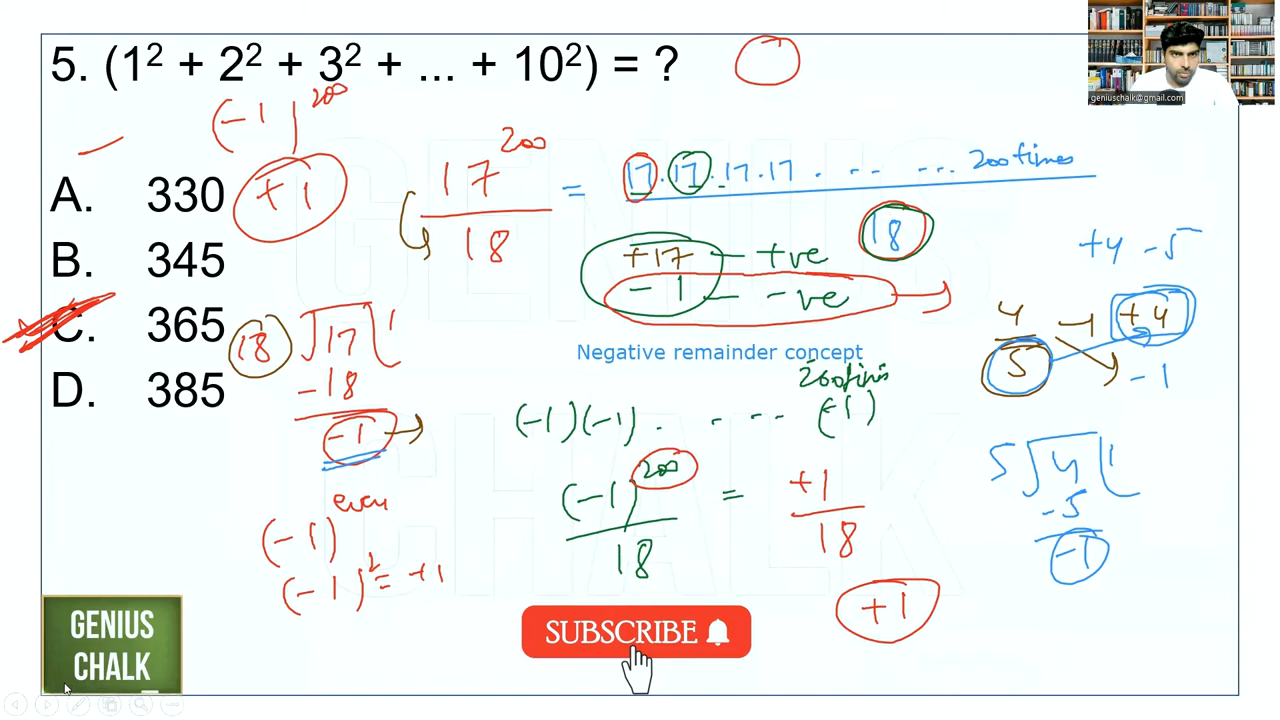 5. (1² + 2² + 3² + ... + 10²) = ?
A. 330
B. 345
C. 365
D. 385
(-1)²⁰⁰
+1
17²⁰⁰
18
=
17 . 17 . 17 . 17 . ... ... 200 times
18
+17 — +ve
-1 — -ve
Negative remainder concept
18 √17 ( 1
-18
-1
(-1)(-1) . . ... (-1)
(-1)²⁰⁰ = +1
18 18
+1
(-1)even
(-1)² = +1
+4 -5
4
5
-1
+4
-1
5 √4 ( 1
-5
-1
GENIUS CHALK
GENIUS
CHALK
SUBSCRIBE
geniuschalk@gmail.com